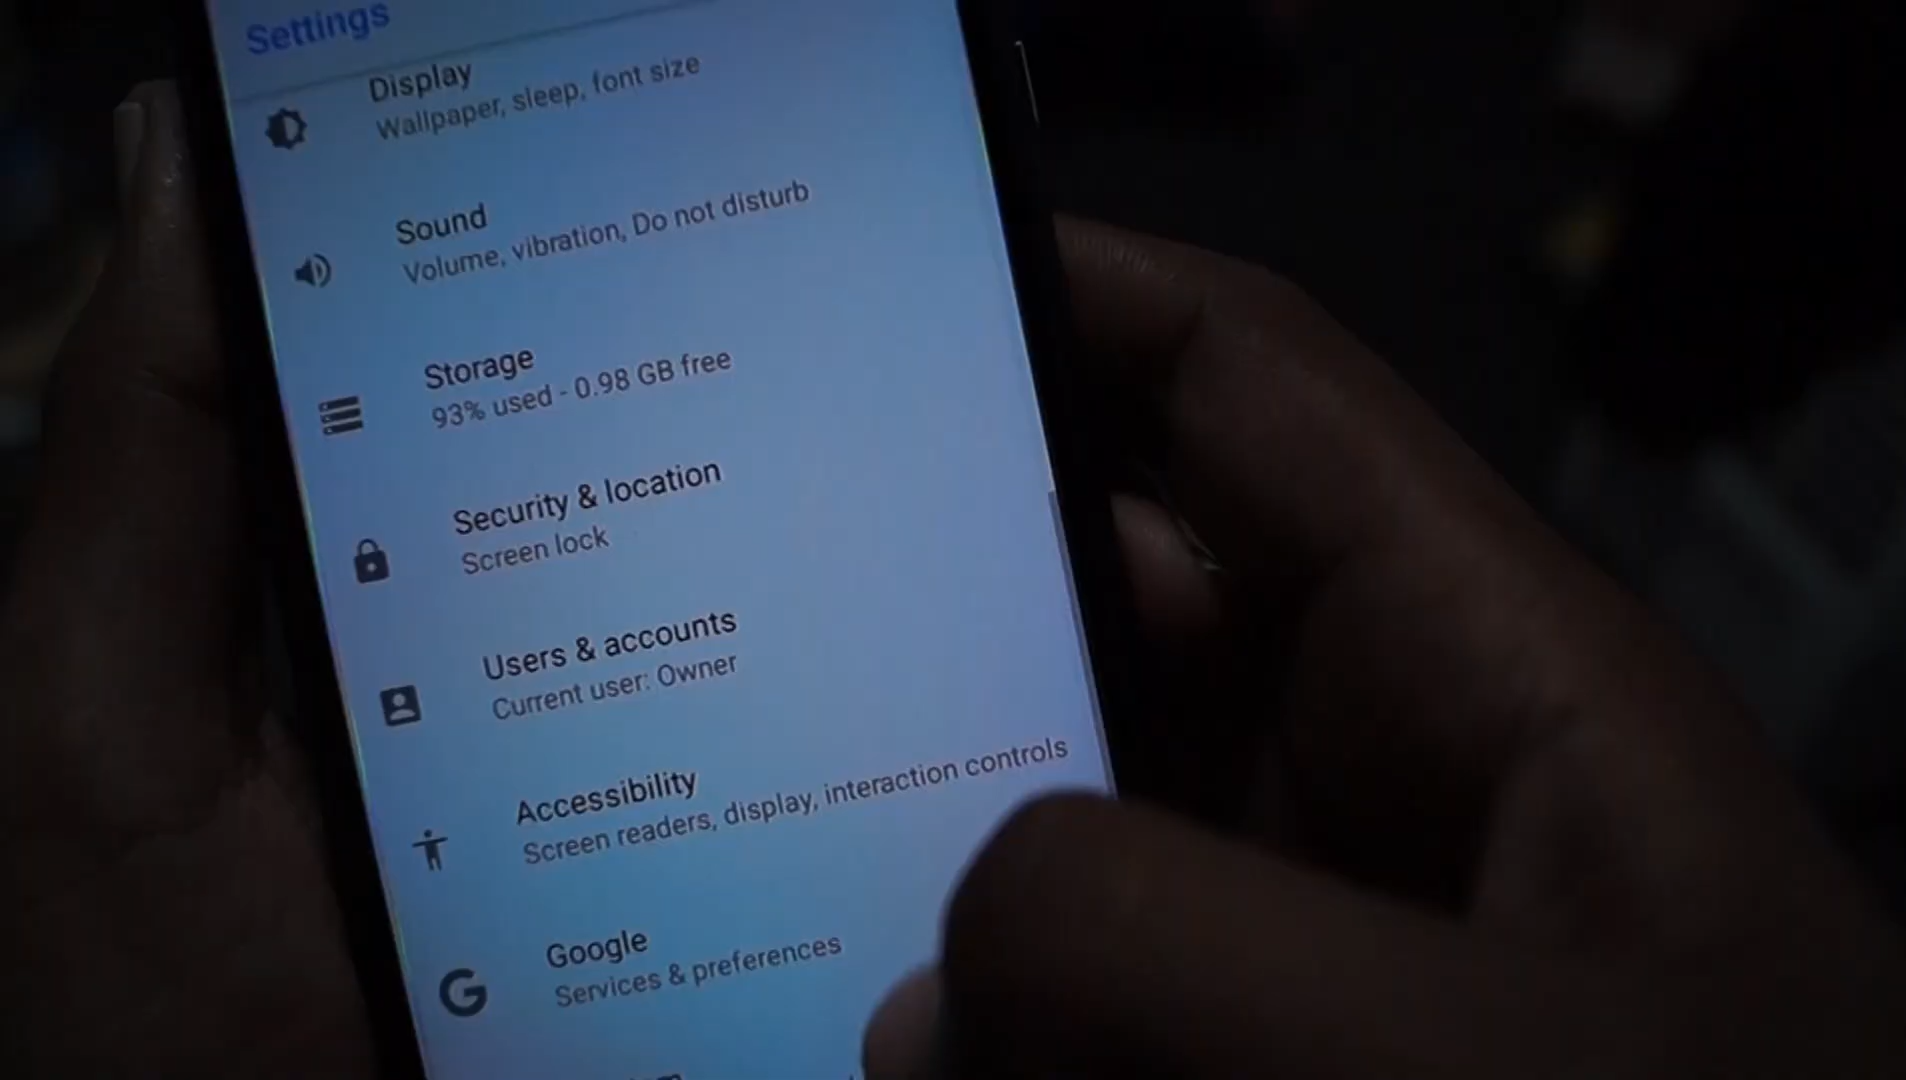 Settings
Display
Wallpaper, sleep, font size
Sound
Volume, vibration, Do not disturb
Storage
93% used - 0.98 GB free
Security & location
Screen lock
Users & accounts
Current user: Owner
Accessibility
Screen readers, display, interaction controls
Google
Services & preferences